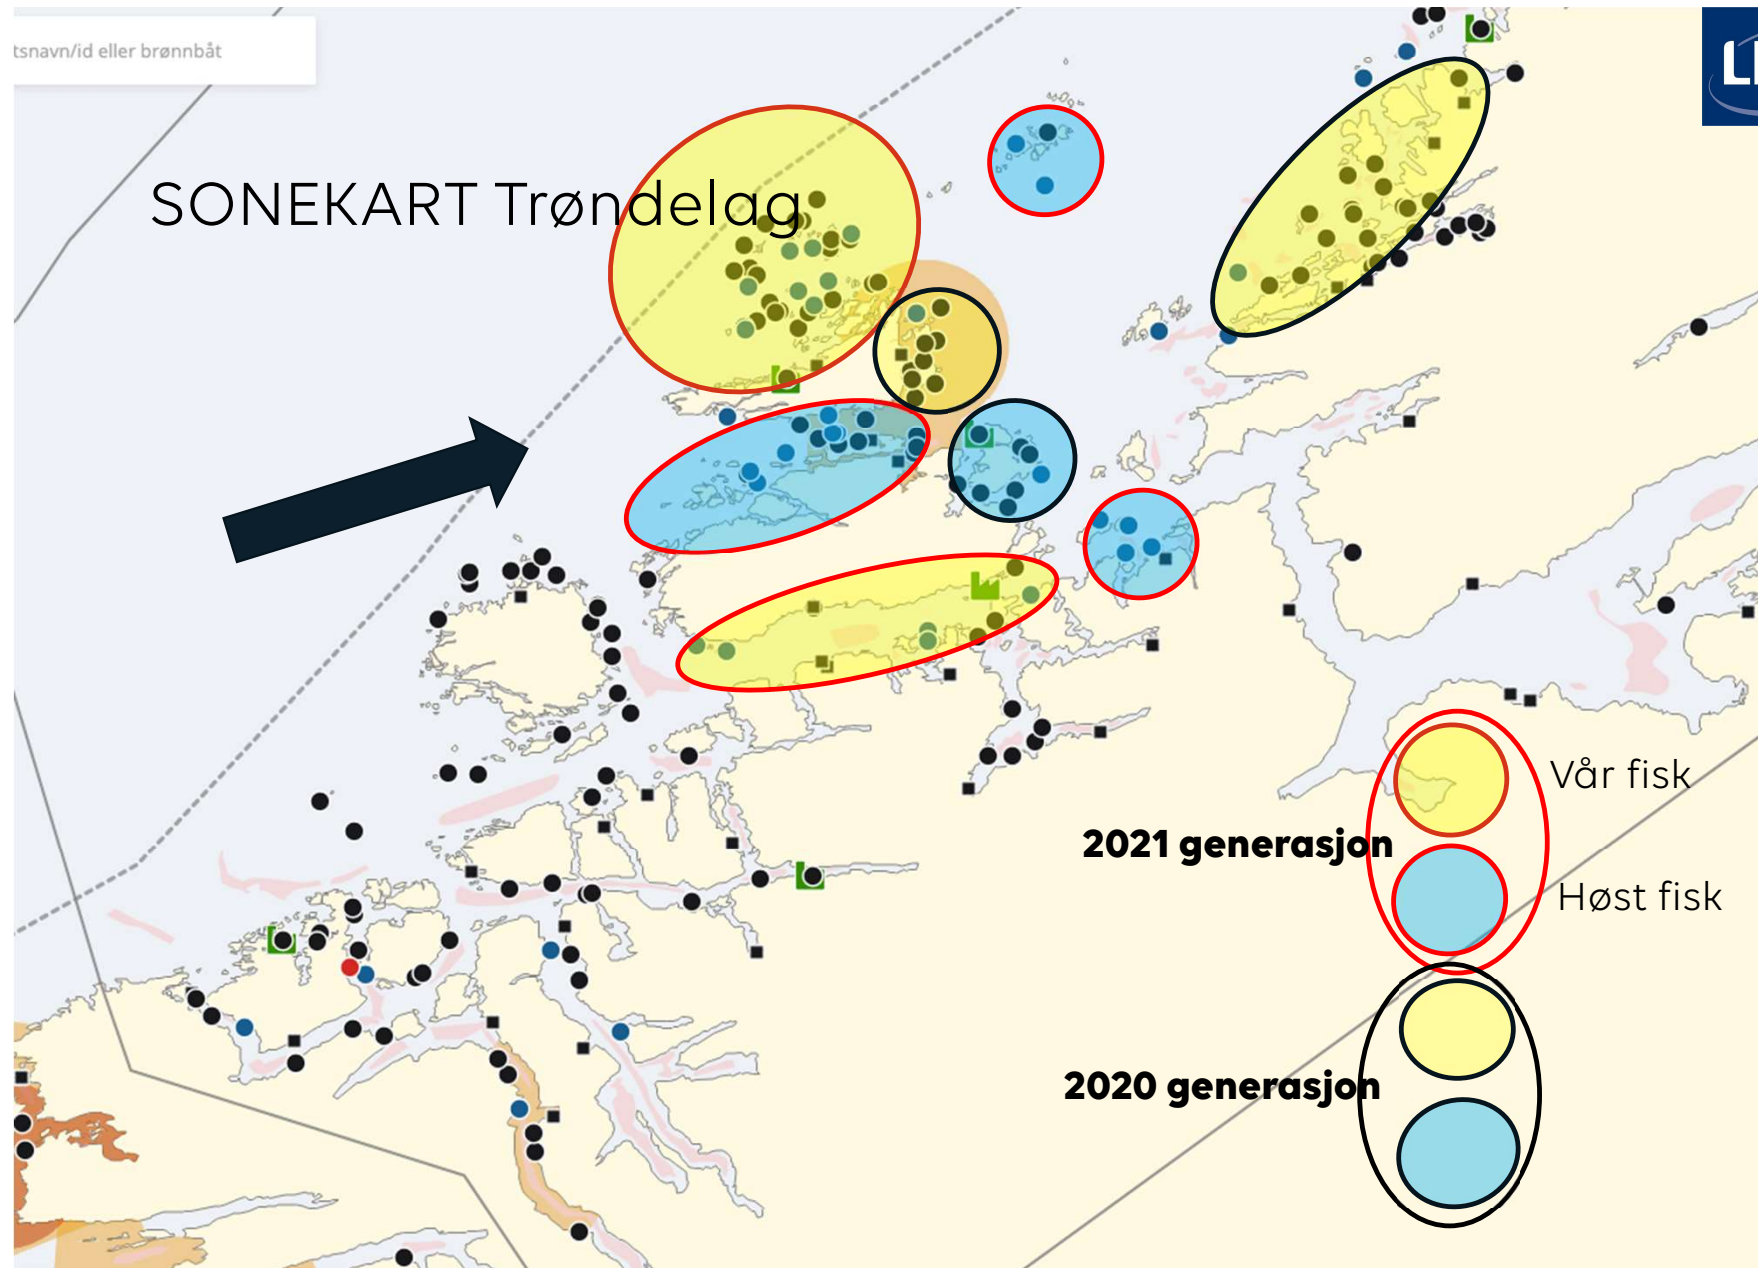 tsnavn/id eller brønnbåt
SONEKART Trøndelag
Vår fisk
2021 generasjon
Høst fisk
2020 generasjon